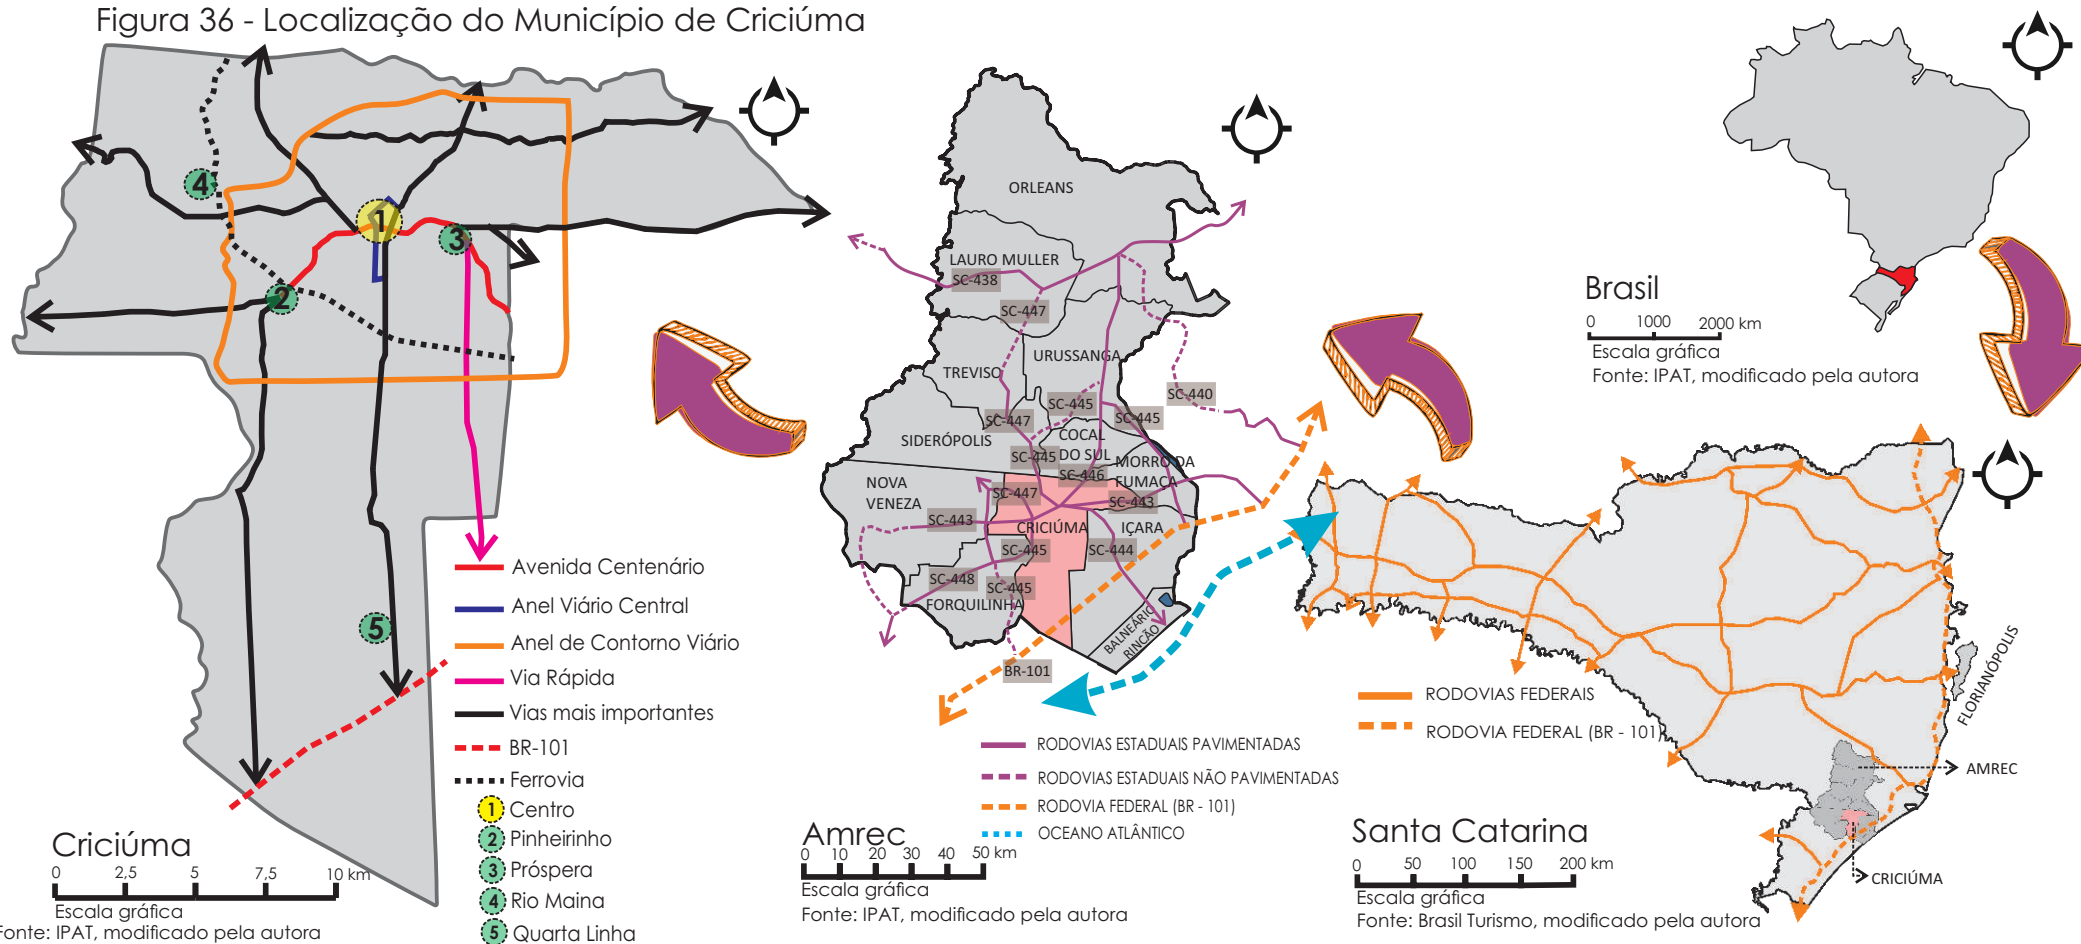 Figura 36 - Localização do Município de Criciúma
1
2
3
4
5
Avenida Centenário
Anel Viário Central
Anel de Contorno Viário
Via Rápida
Vias mais importantes
BR-101
Ferrovia
1 Centro
2 Pinheirinho
3 Próspera
4 Rio Maina
5 Quarta Linha
Criciúma
0 2,5 5 7,5 10 km
Escala gráfica
Fonte: IPAT, modificado pela autora
ORLEANS
LAURO MULLER
SC-438
SC-447
URUSSANGA
TREVISO
SC-440
SC-445
SC-445
SC-447
SIDERÓPOLIS
COCAL
DO SUL
SC-445
MORRO DA
FUMAÇA
SC-446
NOVA
VENEZA
SC-447
SC-443
SC-443
CRICIÚMA
IÇARA
SC-445
SC-444
SC-448
SC-445
FORQUILINHA
BALNEÁRIO
RINCÃO
BR-101
RODOVIAS ESTADUAIS PAVIMENTADAS
RODOVIAS ESTADUAIS NÃO PAVIMENTADAS
RODOVIA FEDERAL (BR - 101)
OCEANO ATLÂNTICO
Amrec
0 10 20 30 40 50 km
Escala gráfica
Fonte: IPAT, modificado pela autora
Brasil
0 1000 2000 km
Escala gráfica
Fonte: IPAT, modificado pela autora
FLORIANÓPOLIS
RODOVIAS FEDERAIS
RODOVIA FEDERAL (BR - 101)
AMREC
CRICIÚMA
Santa Catarina
0 50 100 150 200 km
Escala gráfica
Fonte: Brasil Turismo, modificado pela autora